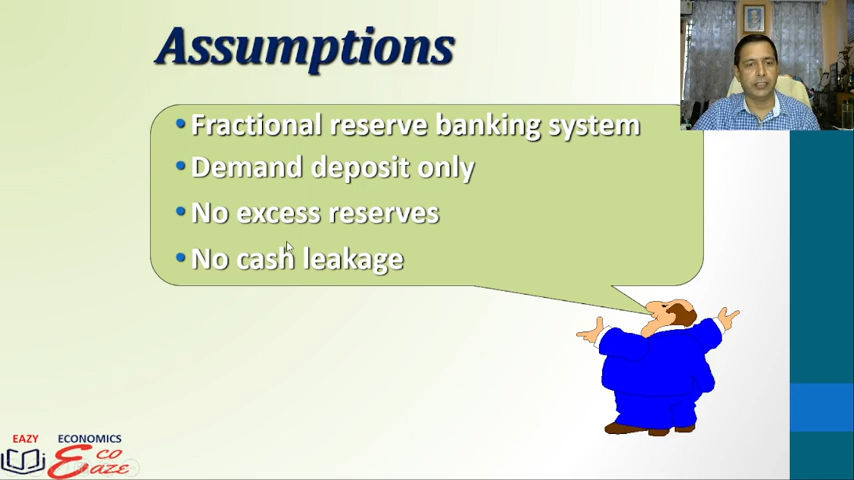 Assumptions
• Fractional reserve banking system
• Demand deposit only
• No excess reserves
• No cash leakage
EAZY ECONOMICS
Eco
Eaze